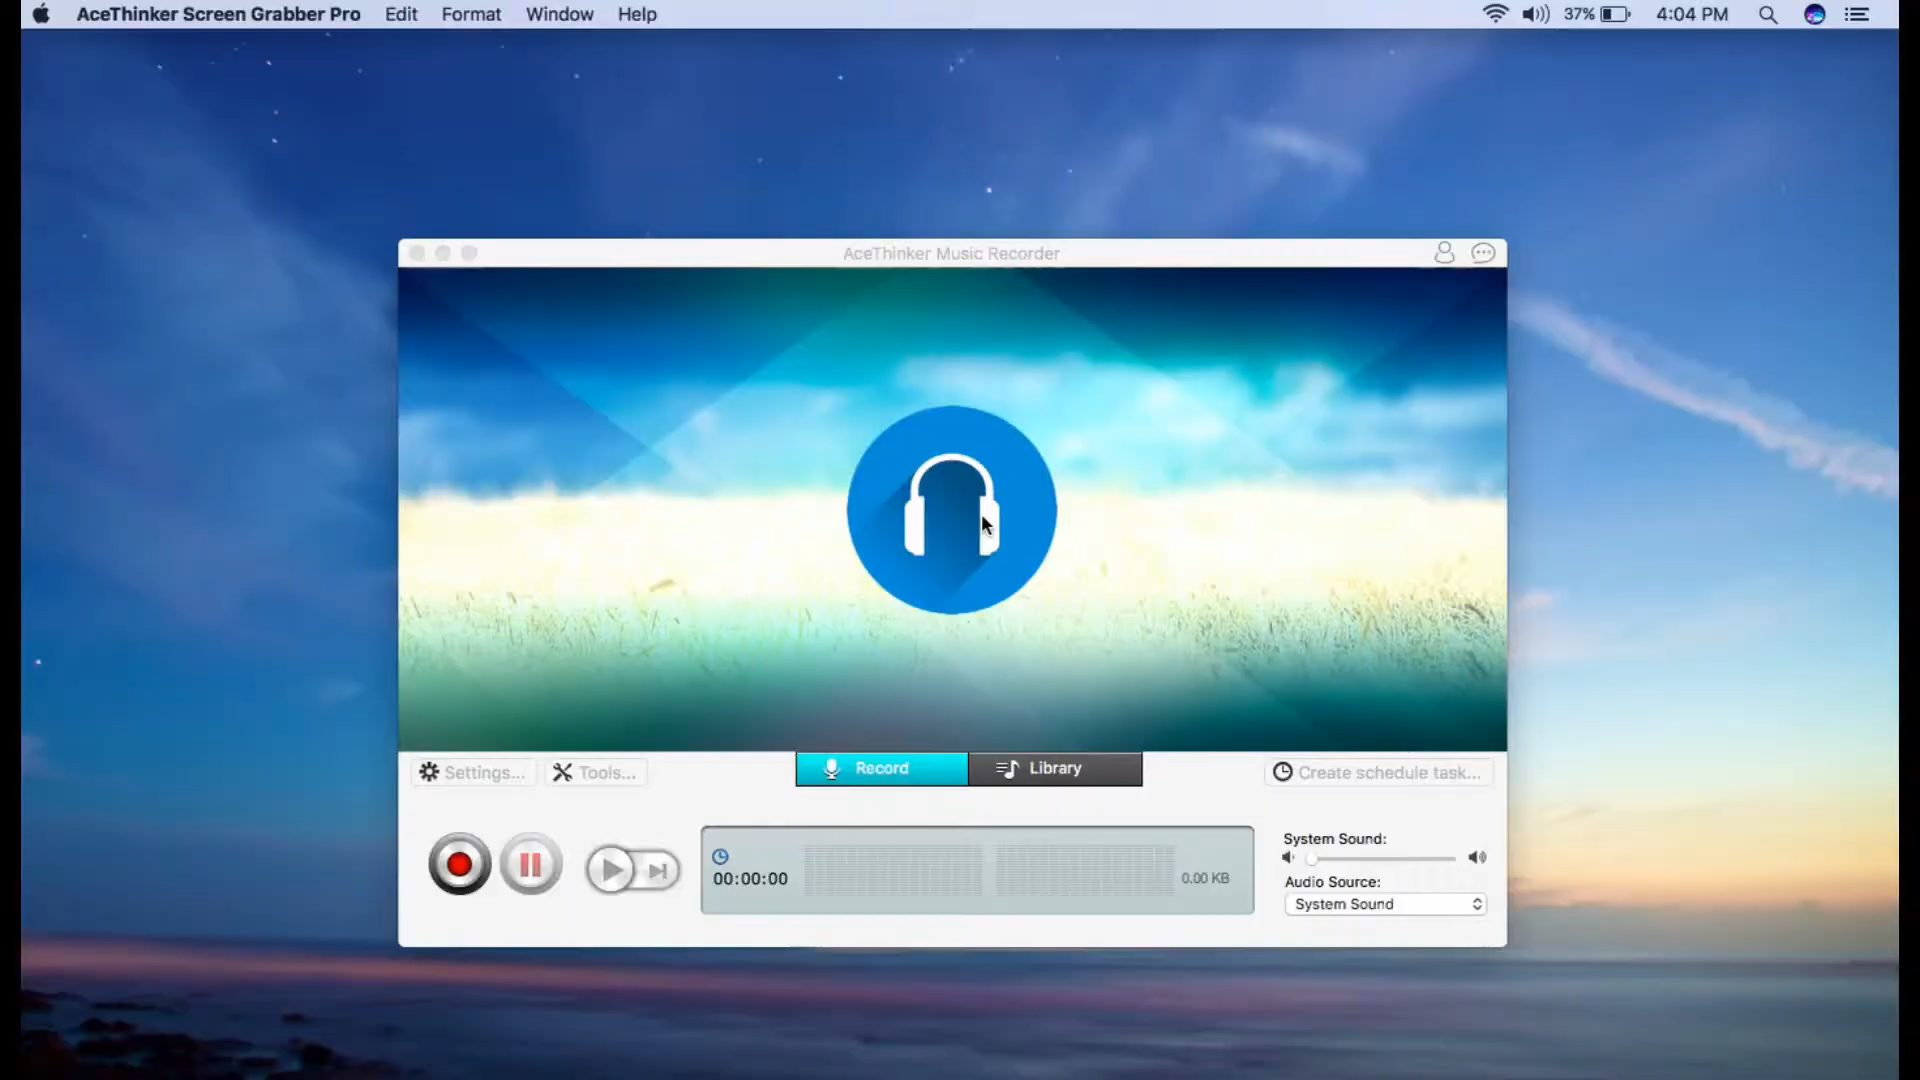 AceThinker Screen Grabber Pro Edit Format Window Help 37% 4:04 PM
AceThinker Music Recorder
Settings... Tools... Record Library Create schedule task...
System Sound:
00:00:00 0.00 KB
Audio Source:
System Sound